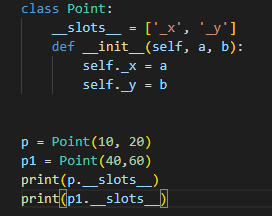 class Point:
    __slots__ = ['_x', '_y']
    def __init__(self, a, b):
        self._x = a
        self._y = b
p = Point(10, 20)
p1 = Point(40,60)
print(p.__slots__)
print(p1.__slots__)